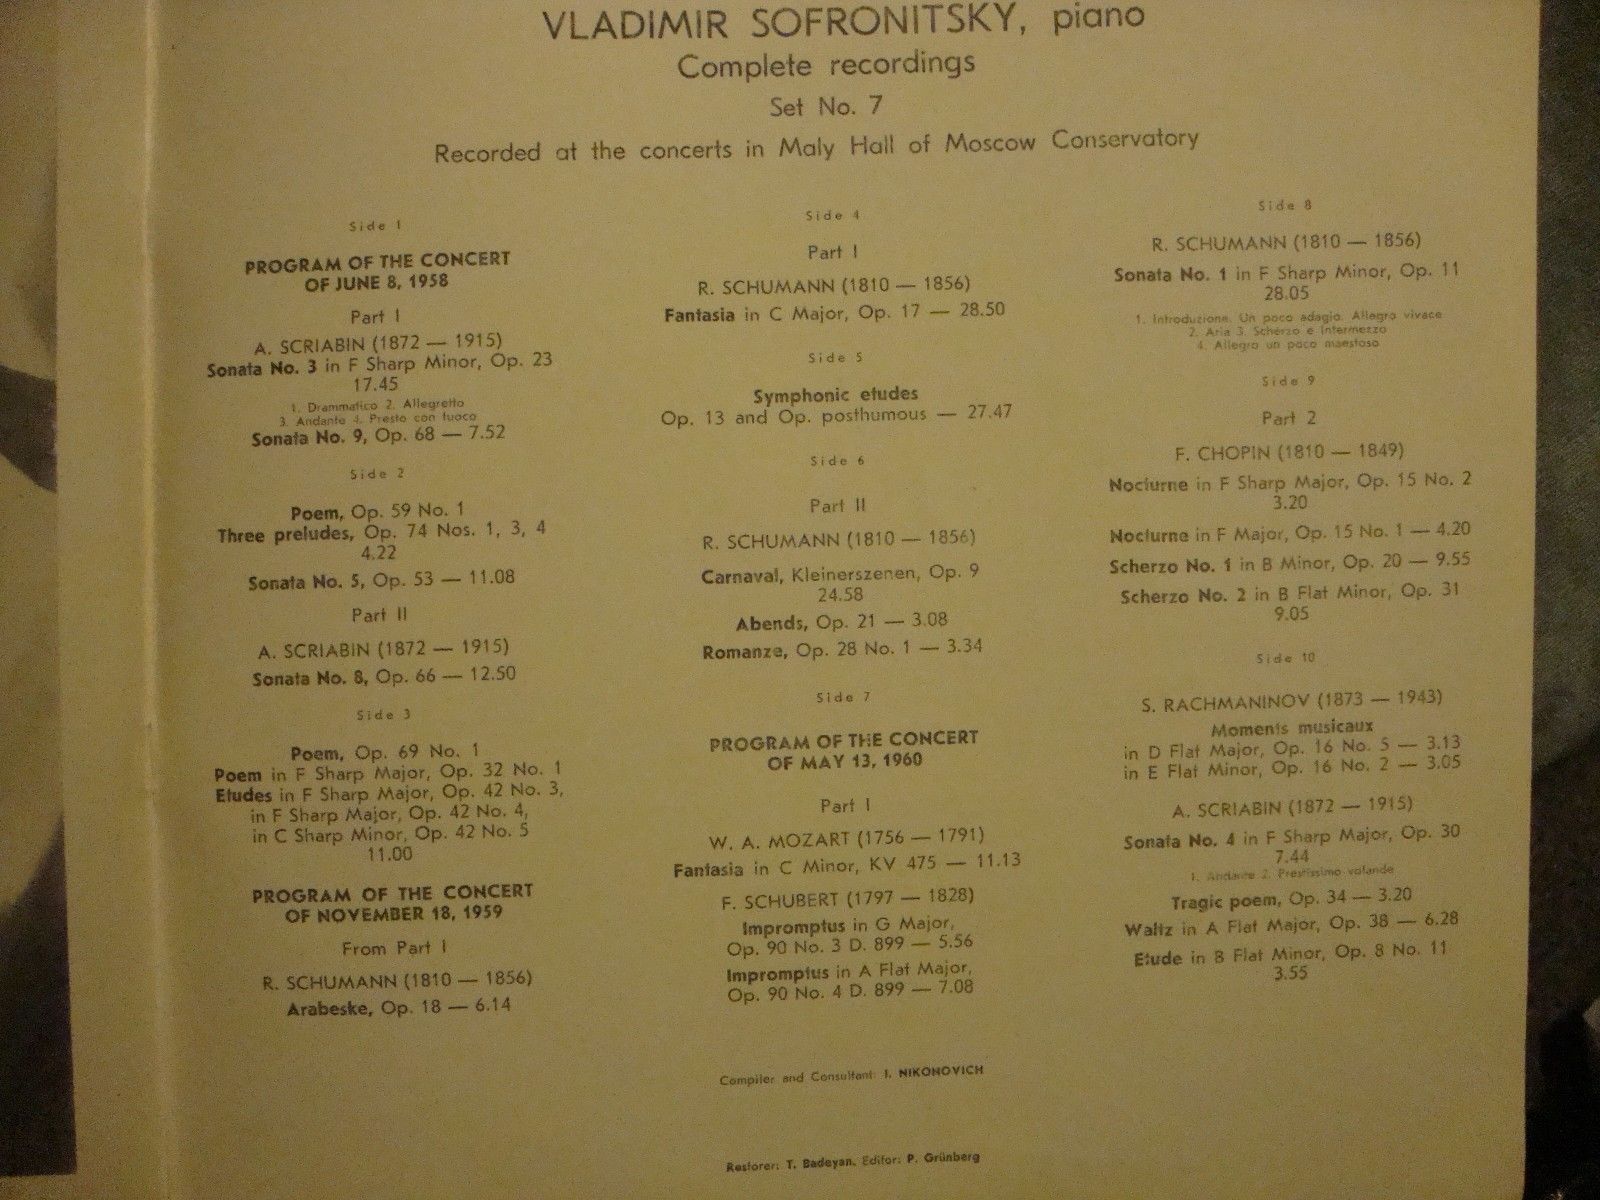 VLADIMIR SOFRONITSKY, piano
Complete recordings
Set No. 7
Recorded at the concerts in Maly Hall of Moscow Conservatory
Side 1
PROGRAM OF THE CONCERT
OF JUNE 8, 1958
Part I
A. SCRIABIN (1872 — 1915)
Sonata No. 3 in F Sharp Minor, Op. 23
17.45
1. Drammatico 2. Allegretto
3. Andante 4. Presto con fuoco
Sonata No. 9, Op. 68 — 7.52
Side 2
Poem, Op. 59 No. 1
Three preludes, Op. 74 Nos. 1, 3, 4
4.22
Sonata No. 5, Op. 53 — 11.08
Part II
A. SCRIABIN (1872 — 1915)
Sonata No. 8, Op. 66 — 12.50
Side 3
Poem, Op. 69 No. 1
Poem in F Sharp Major, Op. 32 No. 1
Etudes in F Sharp Major, Op. 42 No. 3,
in F Sharp Major, Op. 42 No. 4,
in C Sharp Minor, Op. 42 No. 5
11.00
PROGRAM OF THE CONCERT
OF NOVEMBER 18, 1959
From Part I
R. SCHUMANN (1810 — 1856)
Arabeske, Op. 18 — 6.14
Side 4
Part I
R. SCHUMANN (1810 — 1856)
Fantasia in C Major, Op. 17 — 28.50
Side 5
Symphonic etudes
Op. 13 and Op. posthumous — 27.47
Side 6
Part II
R. SCHUMANN (1810 — 1856)
Carnaval, Kleinerszenen, Op. 9
24.58
Abends, Op. 21 — 3.08
Romanze, Op. 28 No. 1 — 3.34
Side 7
PROGRAM OF THE CONCERT
OF MAY 13, 1960
Part I
W. A. MOZART (1756 — 1791)
Fantasia in C Minor, KV 475 — 11.13
F. SCHUBERT (1797 — 1828)
Impromptus in G Major,
Op. 90 No. 3 D. 899 — 5.56
Impromptus in A Flat Major,
Op. 90 No. 4 D. 899 — 7.08
Side 8
R. SCHUMANN (1810 — 1856)
Sonata No. 1 in F Sharp Minor, Op. 11
28.05
1. Introduzione. Un poco adagio. Allegro vivace
2. Aria 3. Scherzo e Intermezzo
4. Allegro un poco maestoso
Side 9
Part 2
F. CHOPIN (1810 — 1849)
Nocturne in F Sharp Major, Op. 15 No. 2
3.20
Nocturne in F Major, Op. 15 No. 1 — 4.20
Scherzo No. 1 in B Minor, Op. 20 — 9.55
Scherzo No. 2 in B Flat Minor, Op. 31
9.05
Side 10
S. RACHMANINOV (1873 — 1943)
Moments musicaux
in D Flat Major, Op. 16 No. 5 — 3.13
in E Flat Minor, Op. 16 No. 2 — 3.05
A. SCRIABIN (1872 — 1915)
Sonata No. 4 in F Sharp Major, Op. 30
7.44
1. Andante 2. Prestissimo volande
Tragic poem, Op. 34 — 3.20
Waltz in A Flat Major, Op. 38 — 6.28
Etude in B Flat Minor, Op. 8 No. 11
3.55
Compiler and Consultant: I. NIKONOVICH
Restorer: T. Badeyan. Editor: P. Grünberg